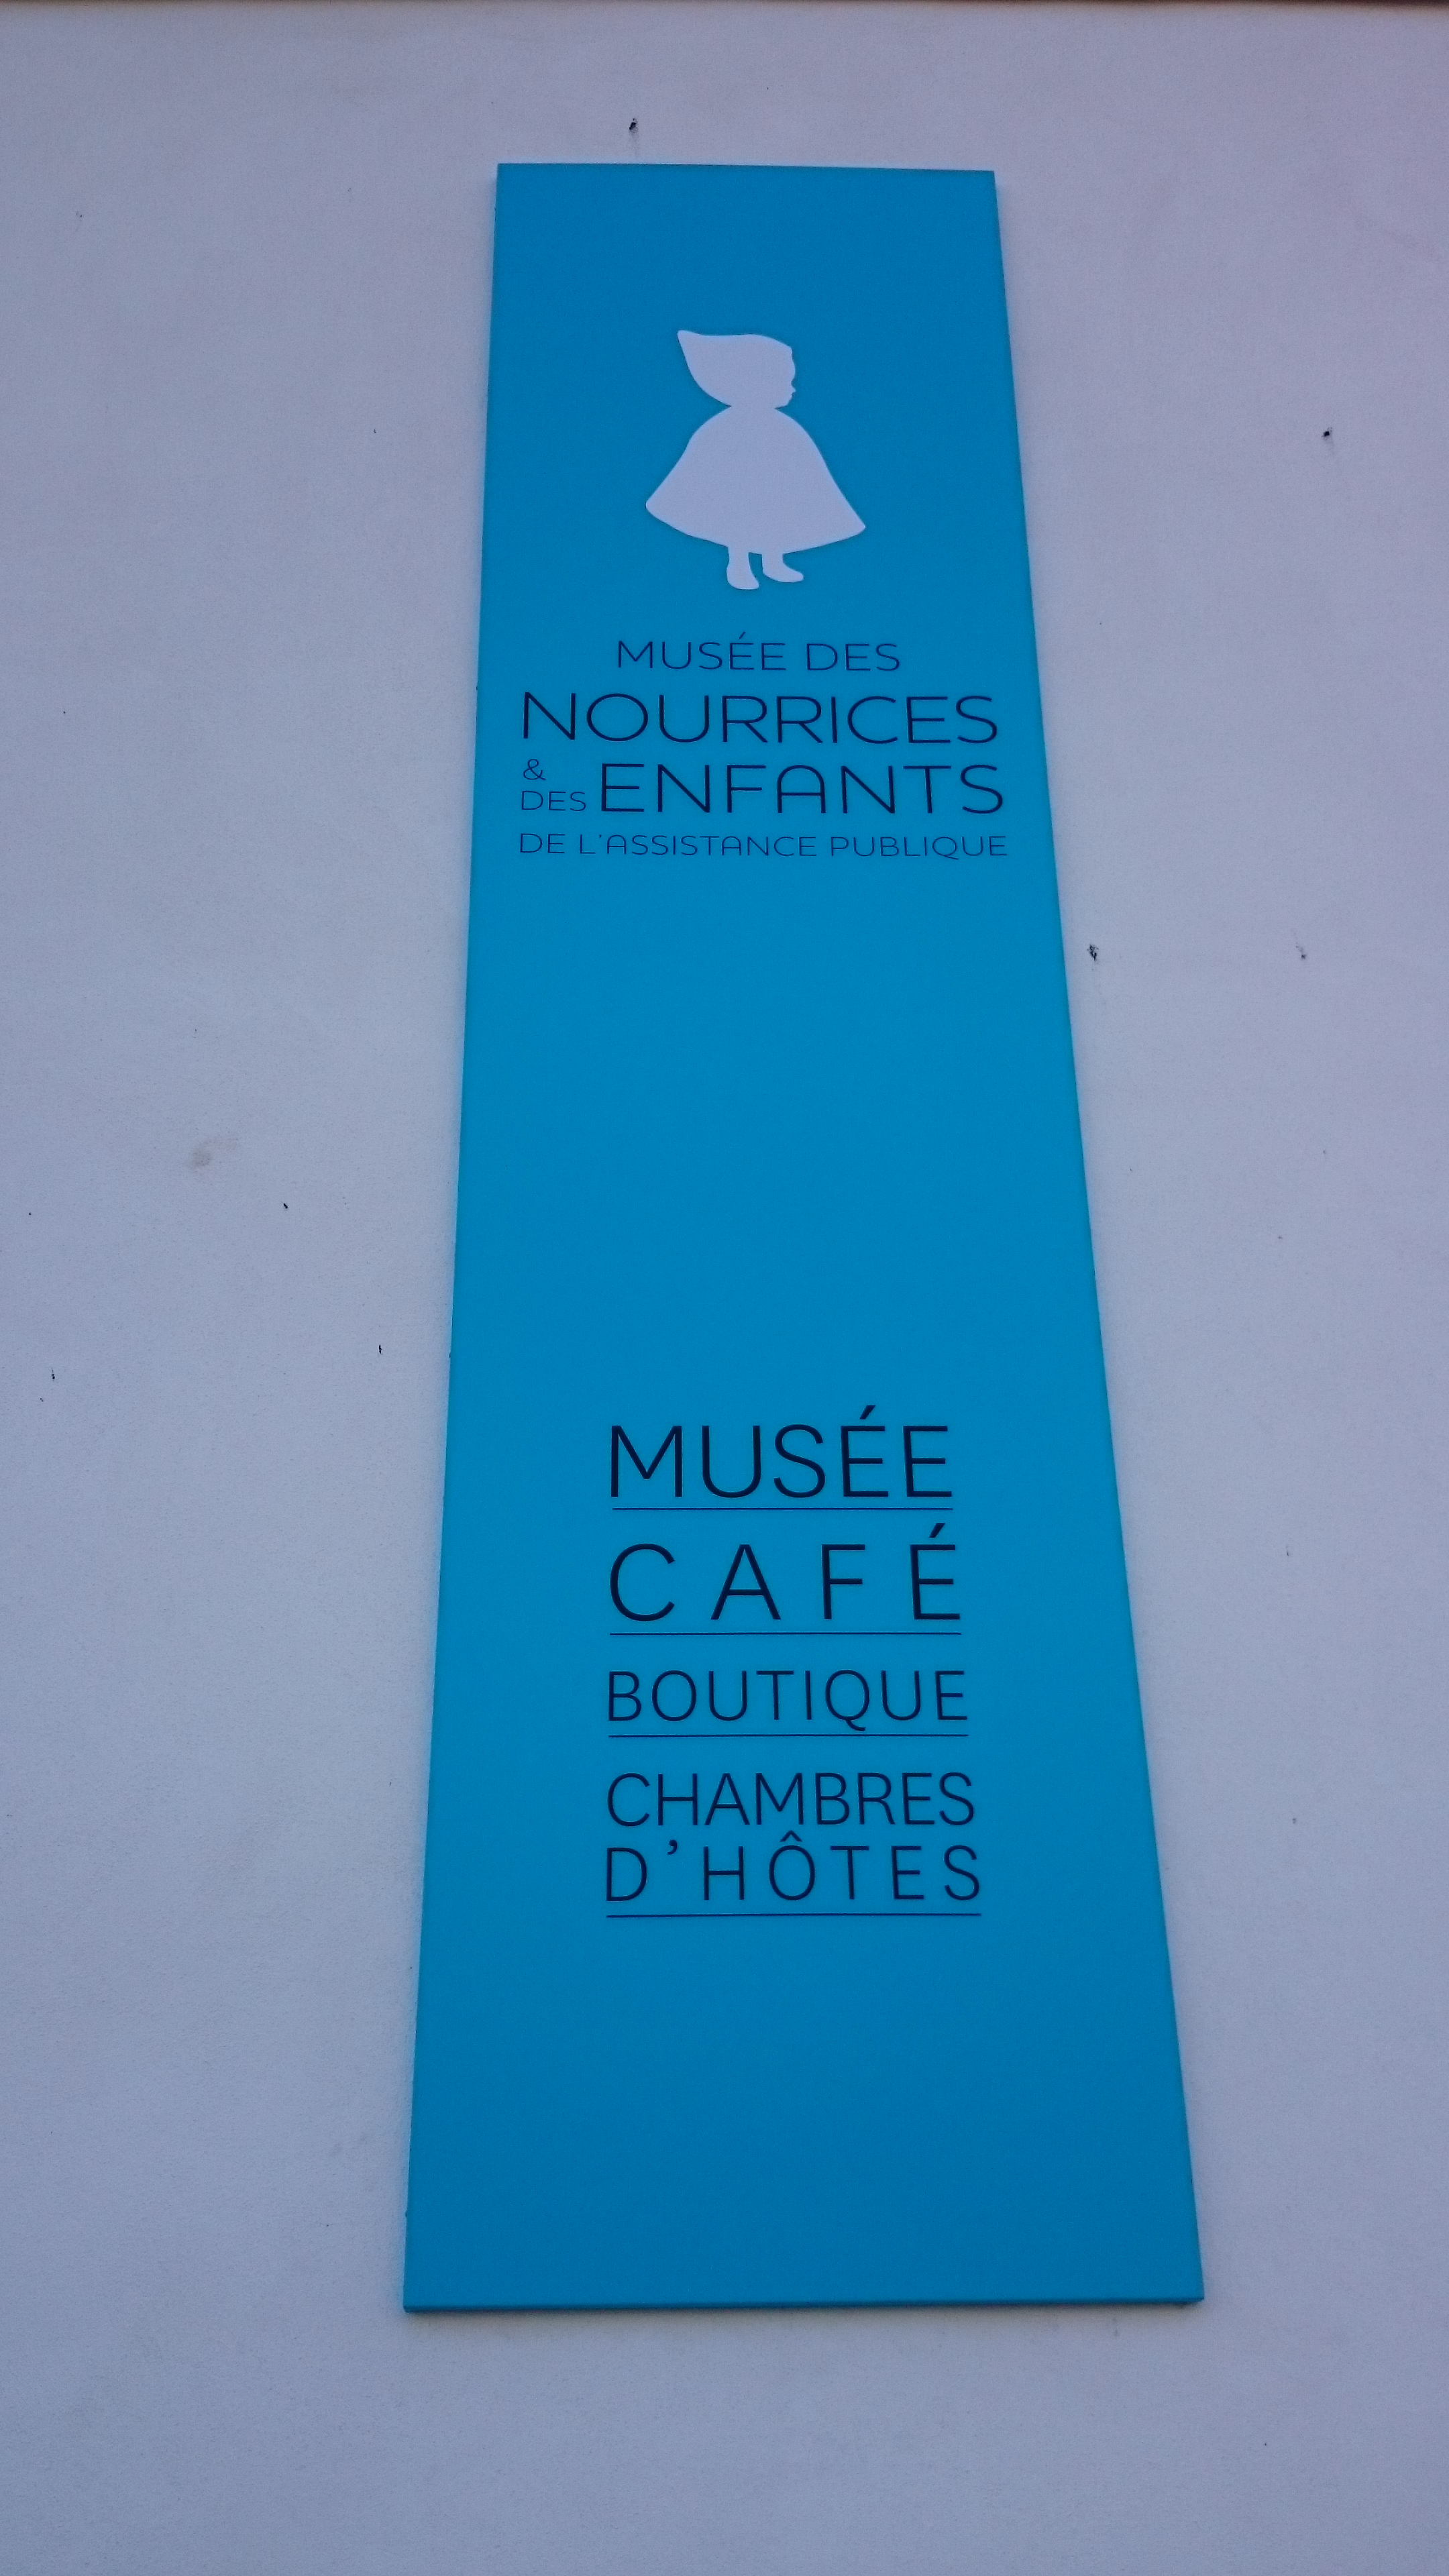 MUSÉE DES
NOURRICES
& DES ENFANTS
DE L'ASSISTANCE PUBLIQUE
MUSÉE
CAFÉ
BOUTIQUE
CHAMBRES
D'HÔTES